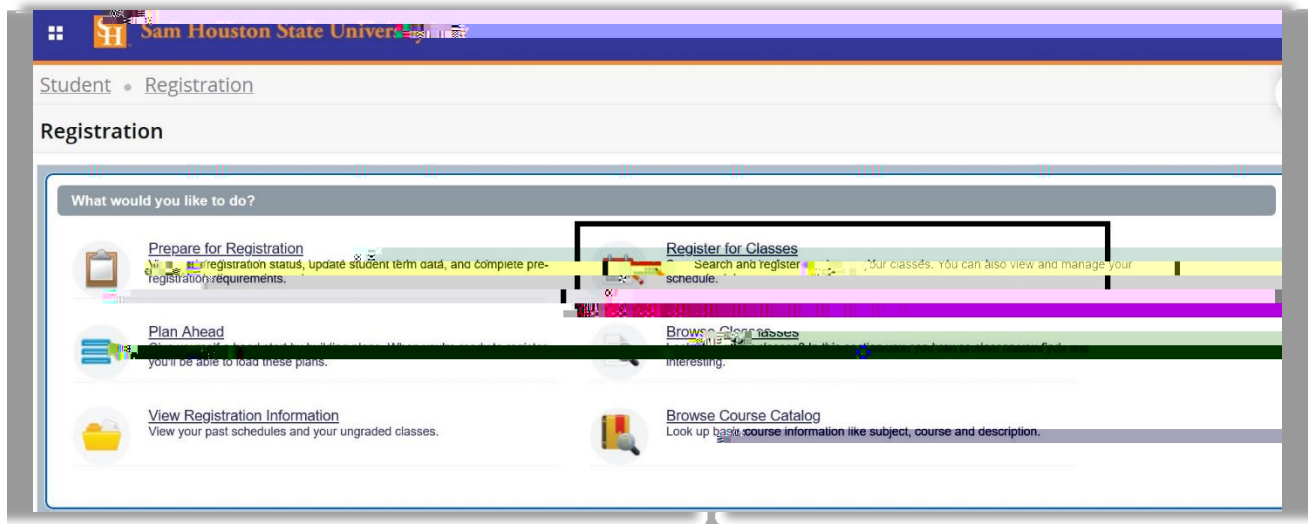 SH Sam Houston State
Student • Registration
Registration
What would you like to do?
Prepare for Registration
registration status, update student term data, and complete pre-
registration requirements.
Register for Classes
Search and register your classes. You can also view and manage your
schedule.
Plan Ahead
you'll be able to load these plans.
Browse Classes
interesting.
View Registration Information
View your past schedules and your ungraded classes.
Browse Course Catalog
Look up basic course information like subject, course and description.